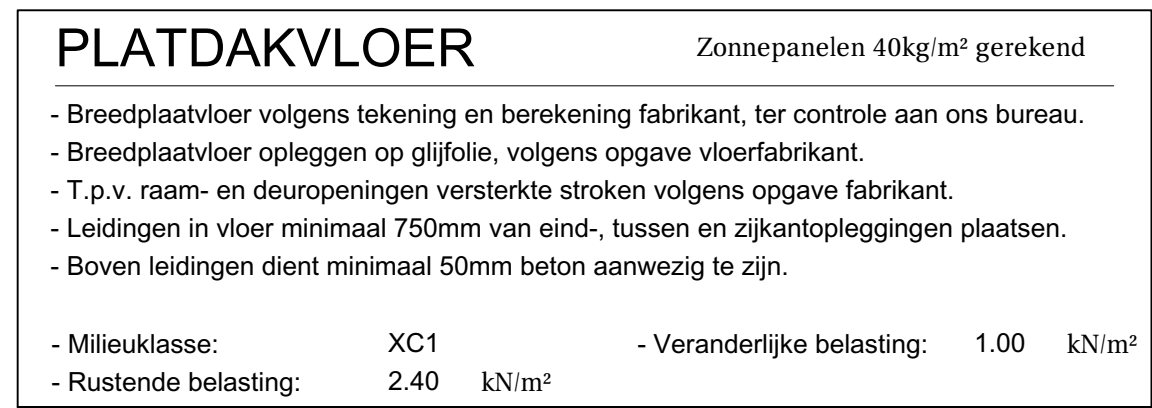 PLATDAKVLOER Zonnepanelen 40kg/m² gerekend
- Breedplaatvloer volgens tekening en berekening fabrikant, ter controle aan ons bureau.
- Breedplaatvloer opleggen op glijfolie, volgens opgave vloerfabrikant.
- T.p.v. raam- en deuropeningen versterkte stroken volgens opgave fabrikant.
- Leidingen in vloer minimaal 750mm van eind-, tussen en zijkantopleggingen plaatsen.
- Boven leidingen dient minimaal 50mm beton aanwezig te zijn.
- Milieuklasse: XC1 - Veranderlijke belasting: 1.00 kN/m²
- Rustende belasting: 2.40 kN/m²